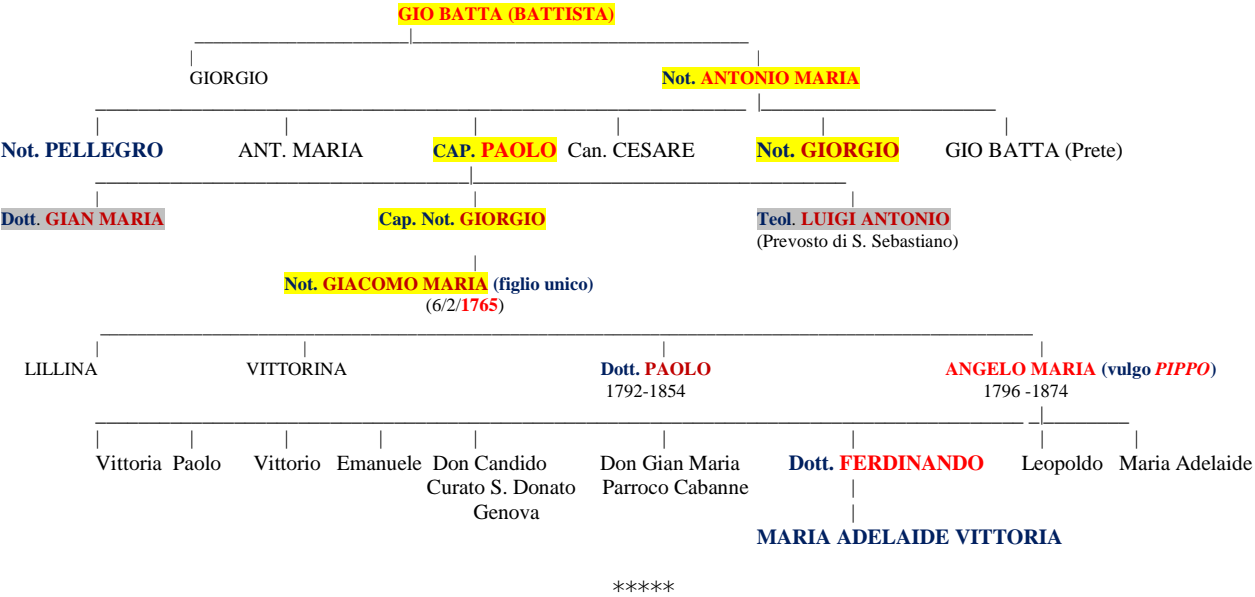 GIO BATTA (BATTISTA)
GIORGIO Not. ANTONIO MARIA
Not. PELLEGRO ANT. MARIA CAP. PAOLO Can. CESARE Not. GIORGIO GIO BATTA (Prete)
Dott. GIAN MARIA Cap. Not. GIORGIO Teol. LUIGI ANTONIO
(Prevosto di S. Sebastiano)
Not. GIACOMO MARIA (figlio unico)
(6/2/1765)
LILLINA VITTORINA Dott. PAOLO ANGELO MARIA (vulgo PIPPO)
1792-1854 1796 -1874
Vittoria Paolo Vittorio Emanuele Don Candido Don Gian Maria Dott. FERDINANDO Leopoldo Maria Adelaide
Curato S. Donato Parroco Cabanne
Genova
MARIA ADELAIDE VITTORIA
*****